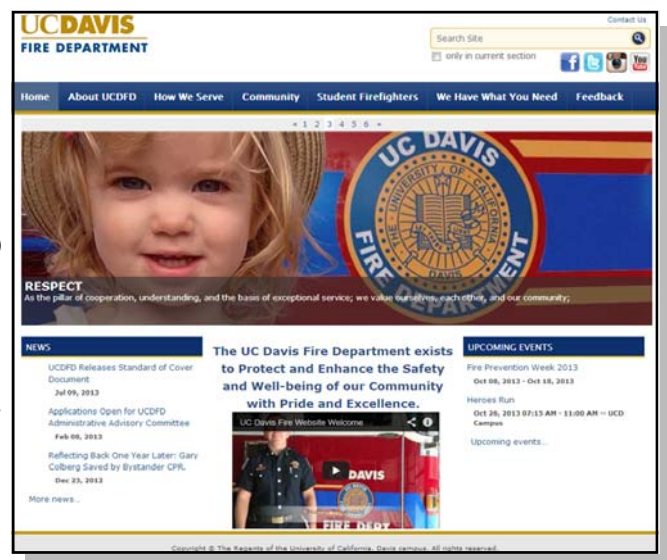 Contact Us
UCDAVIS
FIRE DEPARTMENT
Search Site
only in current section
Home About UCDFD How We Serve Community Student Firefighters We Have What You Need Feedback
« 1 2 3 4 5 6 »
UC DAVIS
FIRE DEPARTMENT
THE UNIVERSITY OF CALIFORNIA
DAVIS
RESPECT
As the pillar of cooperation, understanding, and the basis of exceptional service; we value ourselves, each other, and our community;
NEWS
UCDFD Releases Standard of Cover
Document
Jul 09, 2013
Applications Open for UCDFD
Administrative Advisory Committee
Feb 08, 2013
Reflecting Back One Year Later: Gary
Colberg Saved by Bystander CPR.
Dec 23, 2013
More news…
The UC Davis Fire Department exists
to Protect and Enhance the Safety
and Well-being of our Community
with Pride and Excellence.
UC Davis Fire Website Welcome
DAVIS
FIRE DEPT
UPCOMING EVENTS
Fire Prevention Week 2013
Oct 08, 2013 - Oct 18, 2013
Heroes Run
Oct 26, 2013 07:15 AM - 11:00 AM — UCD
Campus
Upcoming events…
Copyright © The Regents of the University of California, Davis campus. All rights reserved.